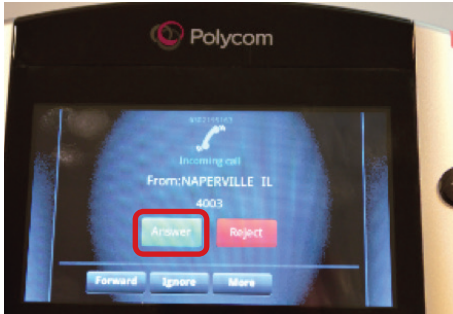 Polycom
Incoming call
From:NAPERVILLE IL
4003
Answer Reject
Forward Ignore More